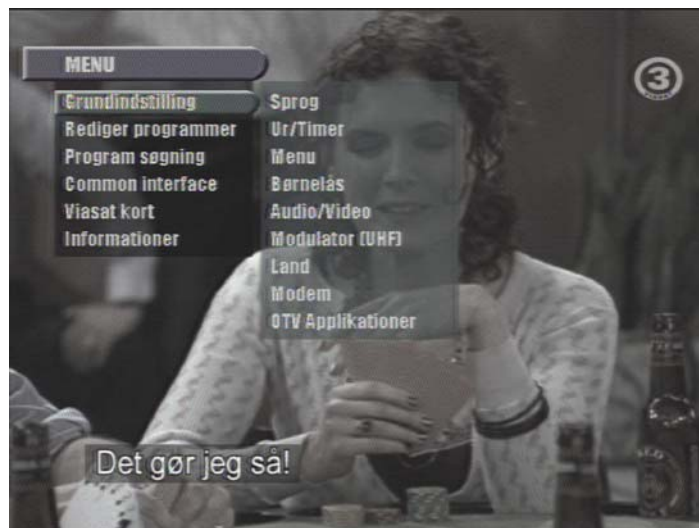 MENU
3
Grundindstilling
Rediger programmer
Program søgning
Common interface
Viasat kort
Informationer
Sprog
Ur/Timer
Menu
Børnelås
Audio/Video
Modulator (UHF)
Land
Modem
OTV Applikationer
Det gør jeg så!